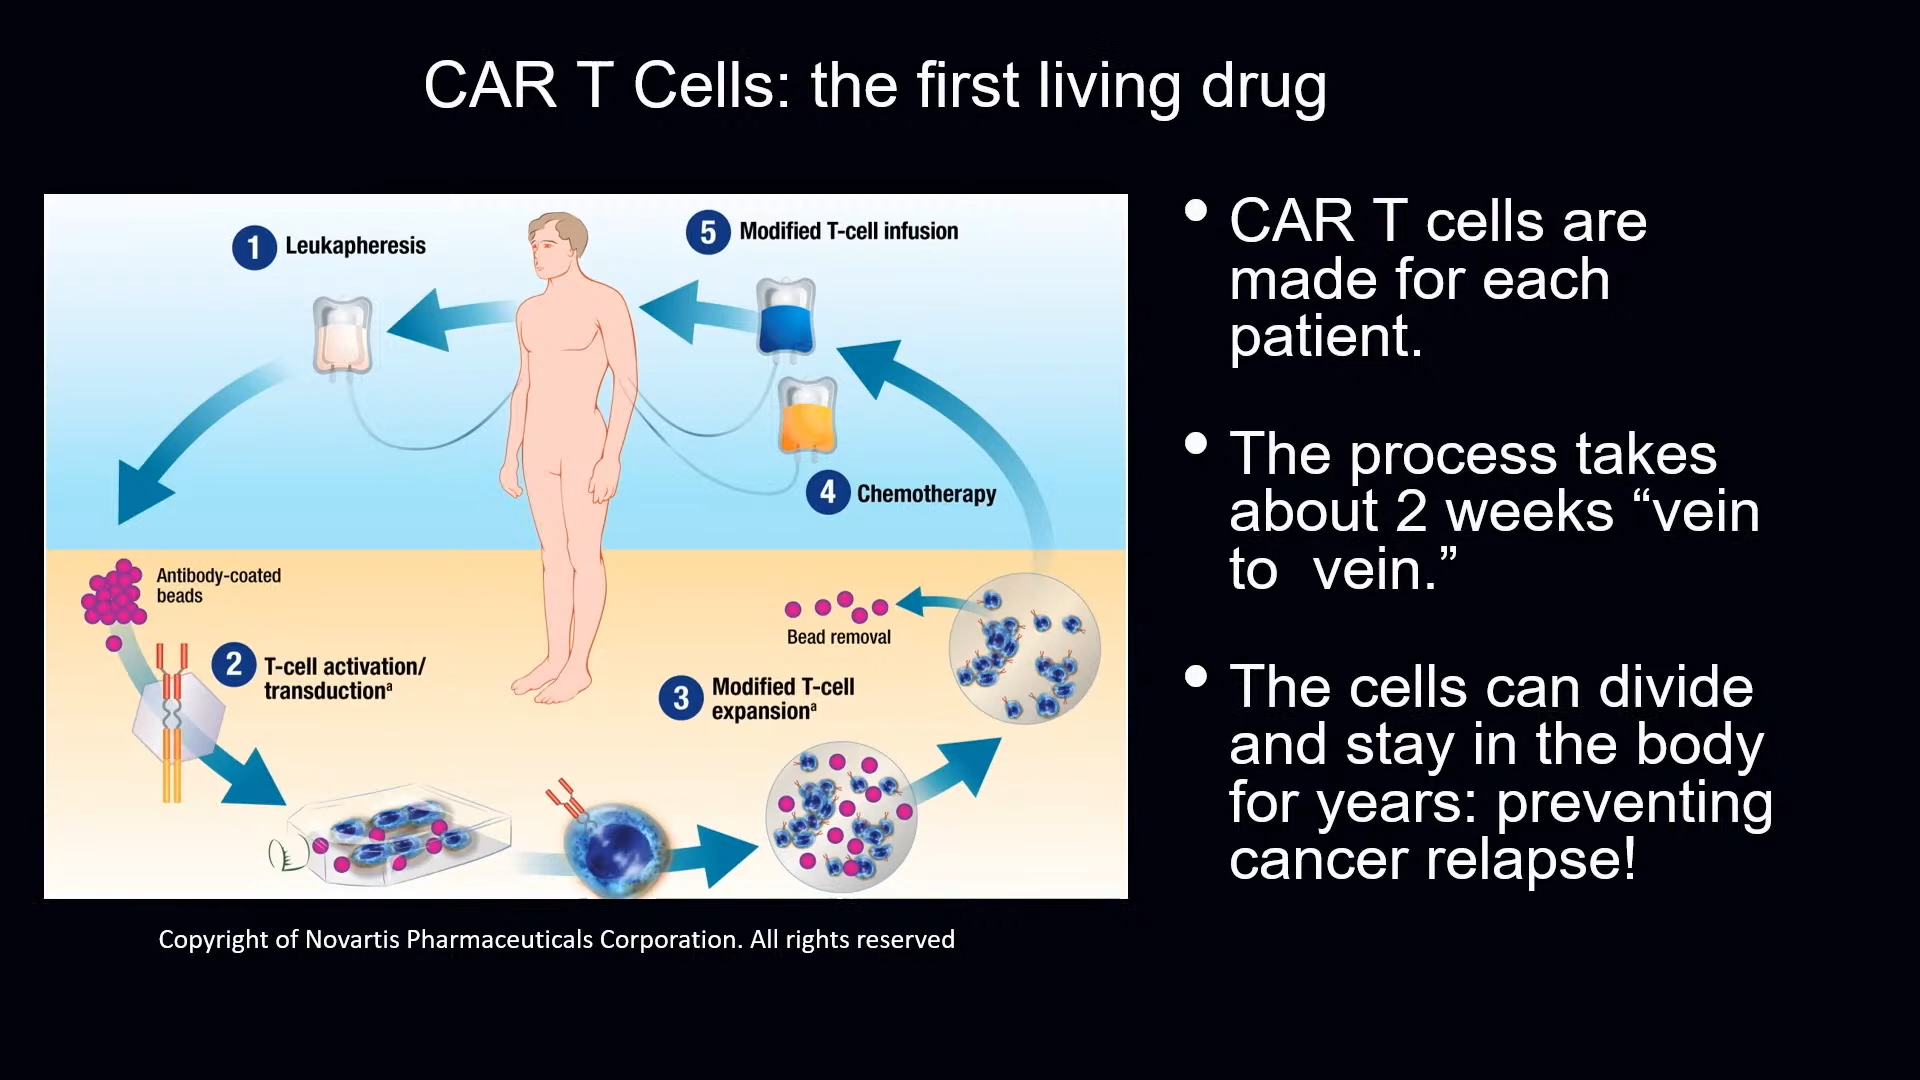 CAR T Cells: the first living drug
1 Leukapheresis
5 Modified T-cell infusion
4 Chemotherapy
Antibody-coated
beads
2 T-cell activation/
transductionᵃ
Bead removal
3 Modified T-cell
expansionᵃ
Copyright of Novartis Pharmaceuticals Corporation. All rights reserved
• CAR T cells are
made for each
patient.
• The process takes
about 2 weeks “vein
to  vein.”
• The cells can divide
and stay in the body
for years: preventing
cancer relapse!